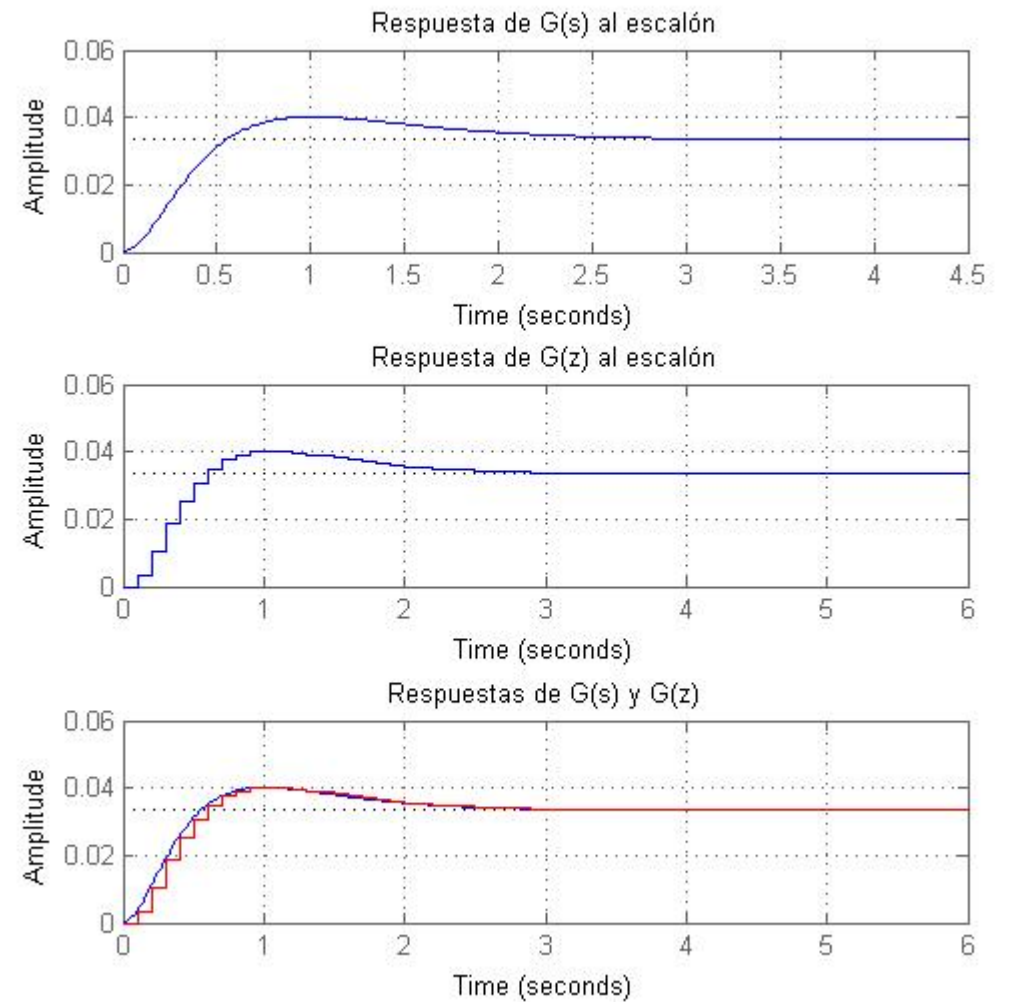 Respuesta de G(s) al escalón
0.06
0.04
0.02
0
Amplitude
0 0.5 1 1.5 2 2.5 3 3.5 4 4.5
Time (seconds)
Respuesta de G(z) al escalón
0.06
0.04
0.02
0
Amplitude
0 1 2 3 4 5 6
Time (seconds)
Respuestas de G(s) y G(z)
0.06
0.04
0.02
0
Amplitude
0 1 2 3 4 5 6
Time (seconds)